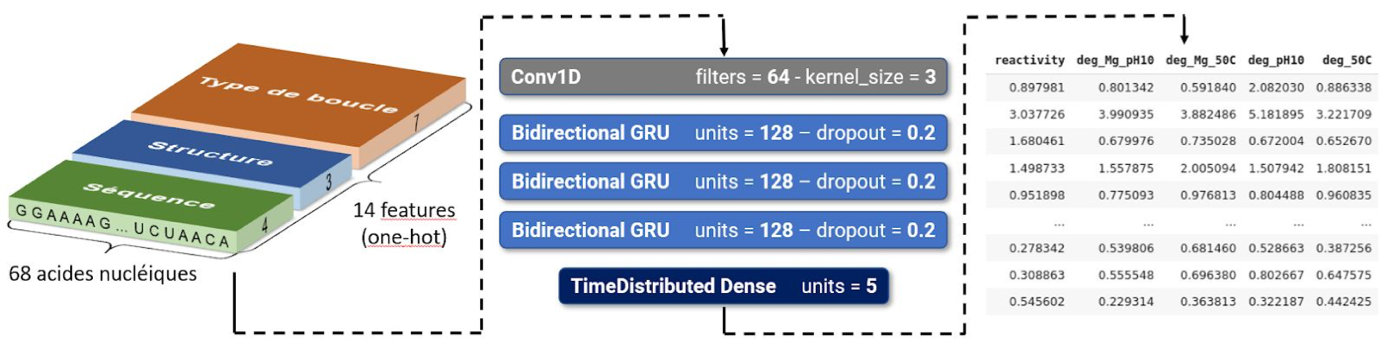 Type de boucle
7
Structure
3
Séquence
4
GGAAAAG...UCUAACA
14 features
(one-hot)
68 acides nucléiques
Conv1D filters = 64 - kernel_size = 3
Bidirectional GRU units = 128 – dropout = 0.2
Bidirectional GRU units = 128 – dropout = 0.2
Bidirectional GRU units = 128 – dropout = 0.2
TimeDistributed Dense units = 5
reactivity deg_Mg_pH10 deg_Mg_50C deg_pH10 deg_50C
0.897981 0.801342 0.591840 2.082030 0.886338
3.037726 3.990935 3.882486 5.181895 3.221709
1.680461 0.679976 0.735028 0.672004 0.652670
1.498733 1.557875 2.005094 1.507942 1.808151
0.951898 0.775093 0.976813 0.804488 0.960835
... ... ... ... ...
0.278342 0.539806 0.681460 0.528663 0.387256
0.308863 0.555548 0.696380 0.802667 0.647575
0.545602 0.229314 0.363813 0.322187 0.442425